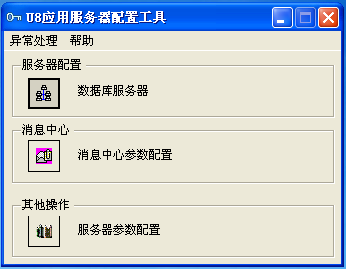 U8应用服务器配置工具
异常处理 帮助
服务器配置
数据库服务器
消息中心
消息中心参数配置
其他操作
服务器参数配置